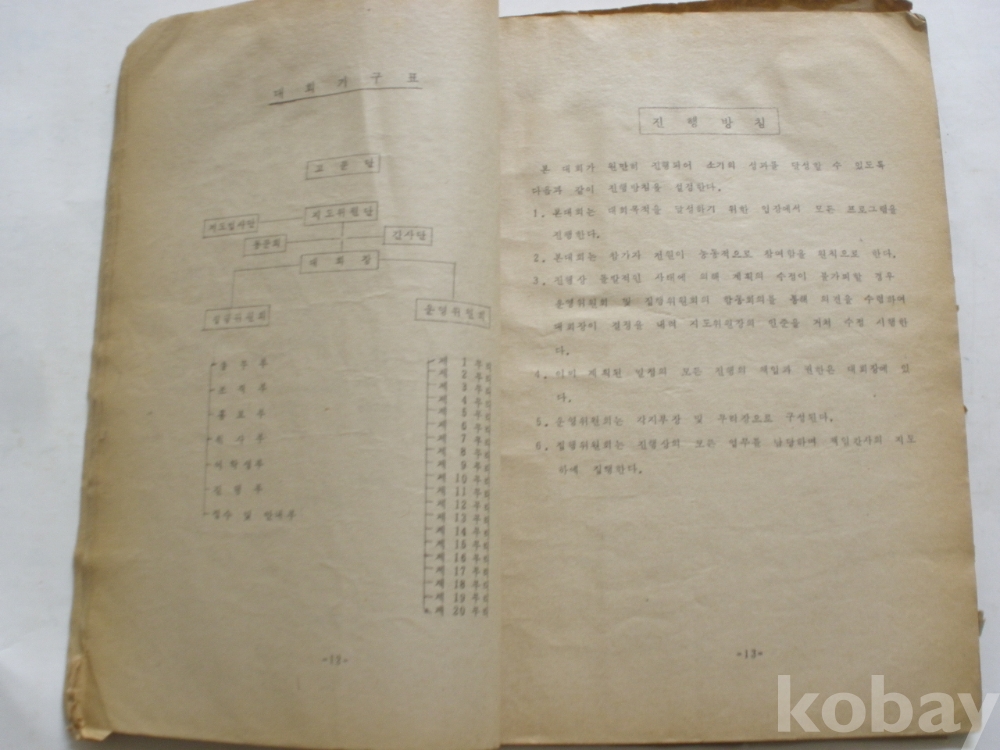 대 회 기 구 표
고 문 단
지도위원단
지도검사단
동문회
감사단
대 회 장
집행위원회
운영위원회
총 무 부
조 직 부
홍 보 부
의 사 부
여학생부
진 행 부
접수 및 안내부
제 1 부
제 2 부
제 3 부
제 4 부
제 5 부
제 6 부
제 7 부
제 8 부
제 9 부
제 10 부
제 11 부
제 12 부
제 13 부
제 14 부
제 15 부
제 16 부
제 17 부
제 18 부
제 19 부
제 20 부
진 행 방 침
본 대회가 원만히 진행되어 소기의 성과를 달성할 수 있도록
다음과 같이 진행방침을 설정한다.
1. 본대회는 대회목적을 달성하기 위한 입장에서 모든 프로그램을
진행한다.
2. 본대회는 참가자 전원이 능동적으로 참여함을 원칙으로 한다.
3. 진행상 돌발적인 사태에 의해 계획의 수정이 불가피할 경우
운영위원회 및 집행위원회의 합동회의를 통해 의견을 수렴하여
대회장이 결정을 내려 지도위원장의 인준을 거쳐 수정 시행한
다.
4. 이미 계획된 일정의 모든 진행의 책임과 권한은 대회장에 있
다.
5. 운영위원회는 각지부장 및 부회장으로 구성된다.
6. 집행위원회는 진행상의 모든 업무를 담당하며 책임간사의 지도
하에 집행한다.
-13-
kobay